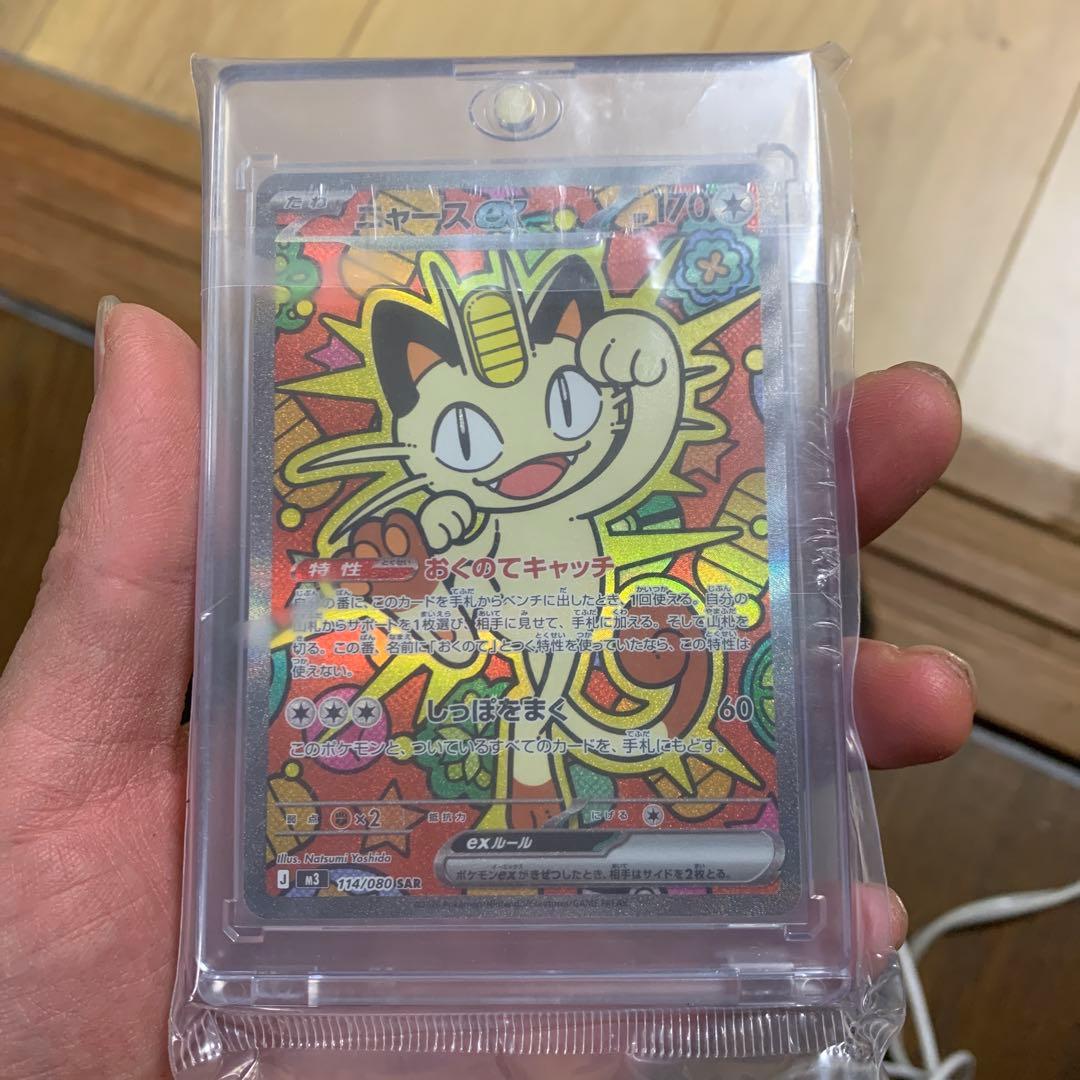 たね ニャースex HP 170
特性 とくせい おくのてキャッチ
自分の番に、このカードを手札からベンチに出したとき、1回使える。自分の
山札からサポートを1枚選び、相手に見せて、手札に加える。そして山札を
切る。この番、名前に「おくのて」とつく特性を使っていたなら、この特性は
使えない。
しっぽをまく 60
このポケモンと、ついているすべてのカードを、手札にもどす。
弱点 ×2 抵抗力 にげる
exルール
ポケモンexがきぜつしたとき、相手はサイドを2枚とる。
Illus. Natsumi Yoshida
J M3 114/080 SAR